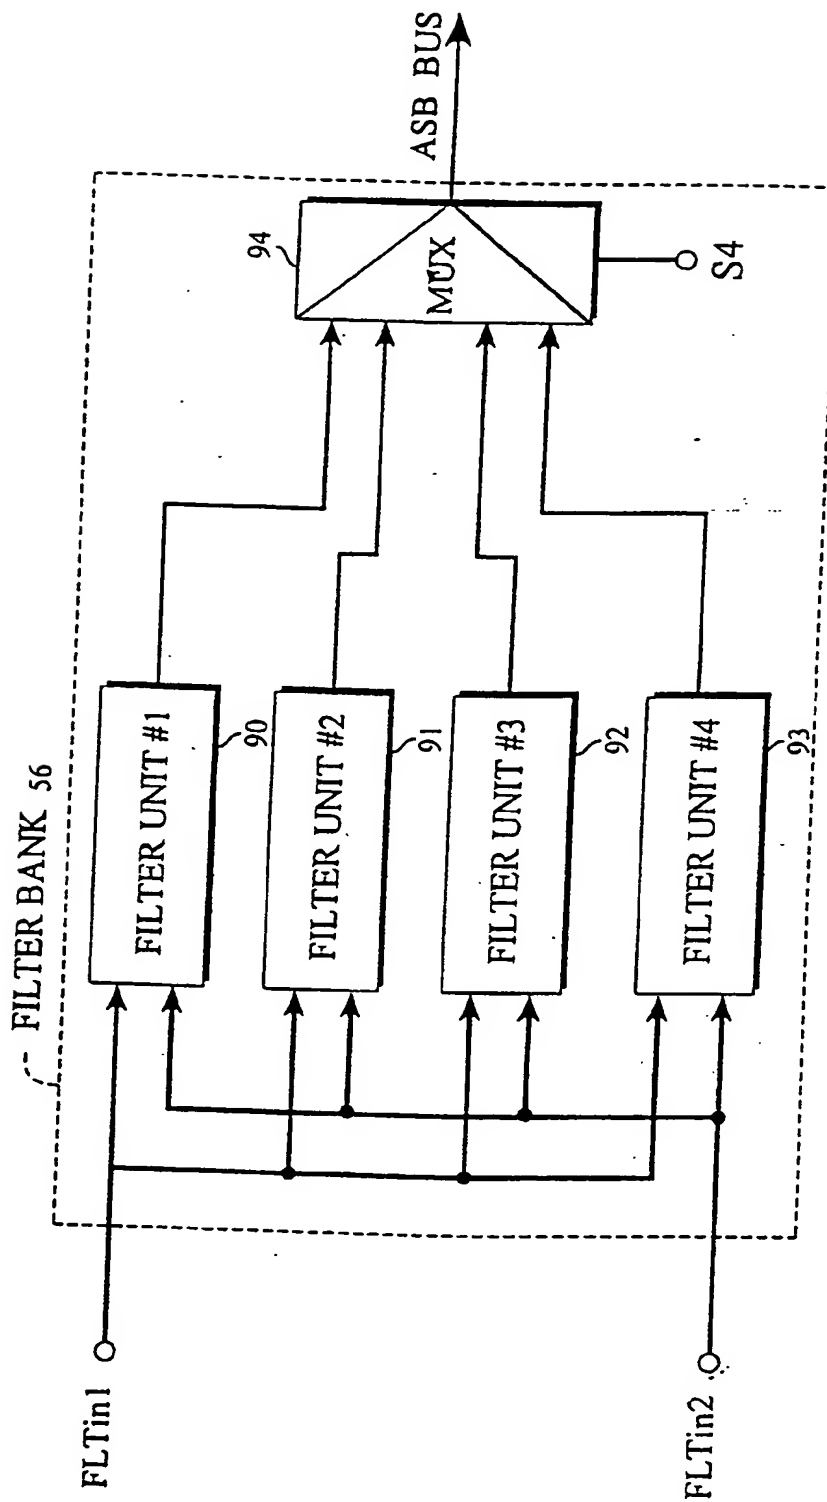 FILTER BANK 56
FLTin1
FLTin2
FILTER UNIT #1
90
FILTER UNIT #2
91
FILTER UNIT #3
92
FILTER UNIT #4
93
94
MUX
S4
ASB BUS